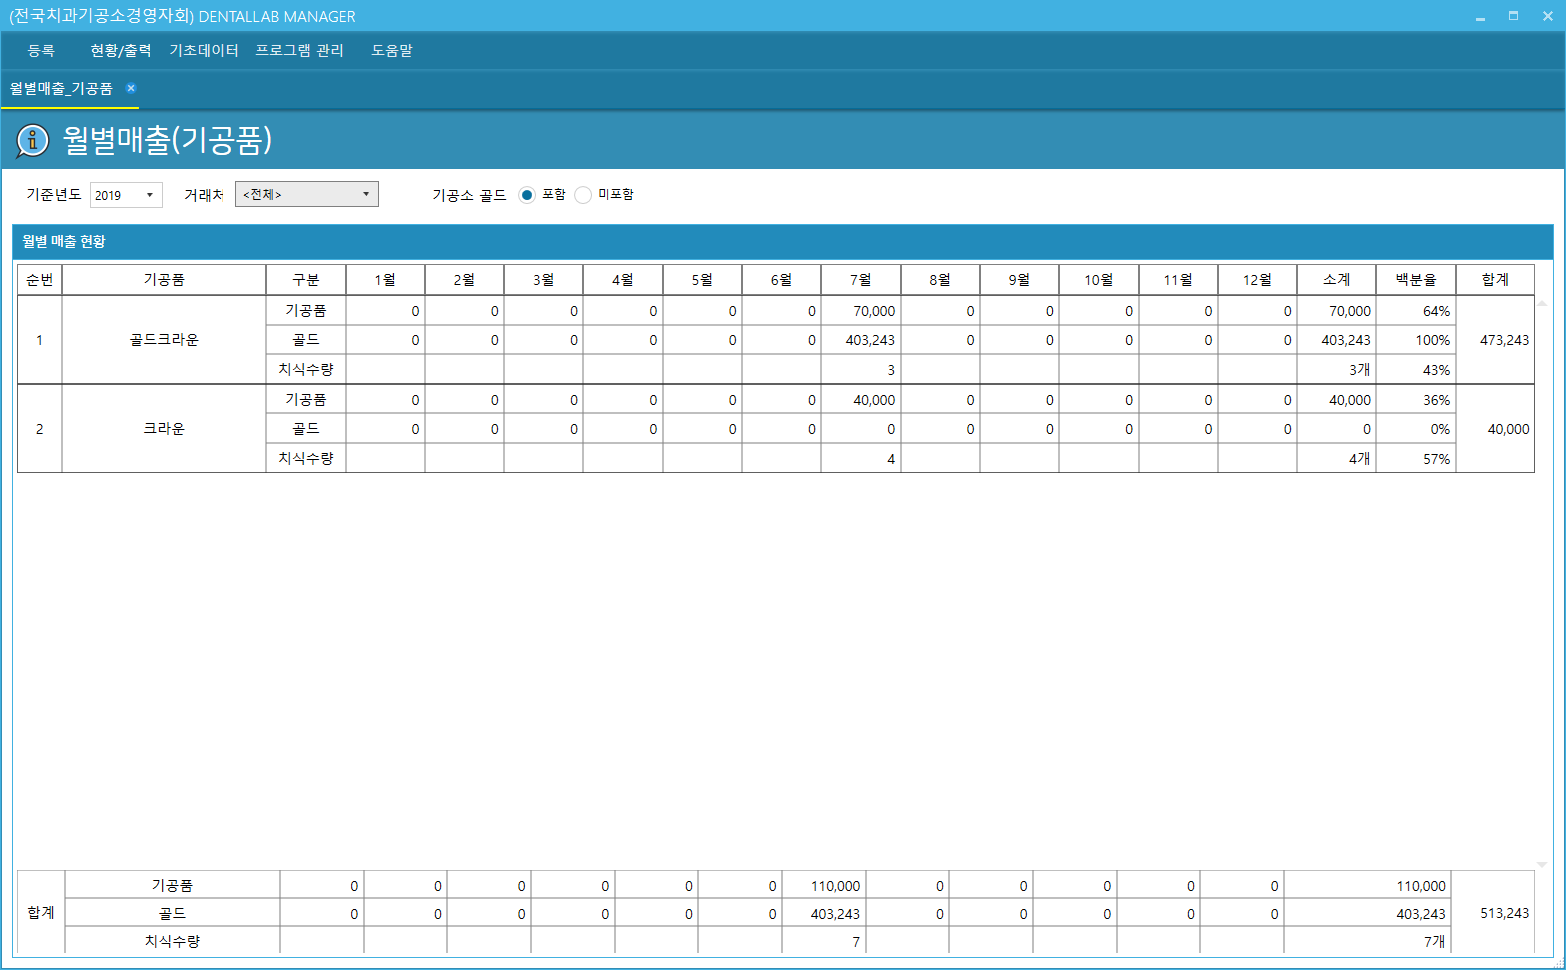 (전국치과기공소경영자회) DENTALLAB MANAGER
등록 현황/출력 기초데이터 프로그램 관리 도움말
월별매출_기공품
월별매출(기공품)
기준년도 2019 거래처 <전체> 기공소 골드 포함 미포함
월별 매출 현황
순번 기공품 구분 1월 2월 3월 4월 5월 6월 7월 8월 9월 10월 11월 12월 소계 백분율 합계
기공품 0 0 0 0 0 0 70,000 0 0 0 0 0 70,000 64%
1 골드크라운 골드 0 0 0 0 0 0 403,243 0 0 0 0 0 403,243 100% 473,243
치식수량 3 3개 43%
기공품 0 0 0 0 0 0 40,000 0 0 0 0 0 40,000 36%
2 크라운 골드 0 0 0 0 0 0 0 0 0 0 0 0 0 0% 40,000
치식수량 4 4개 57%
기공품 0 0 0 0 0 0 110,000 0 0 0 0 0 110,000
합계 골드 0 0 0 0 0 0 403,243 0 0 0 0 0 403,243 513,243
치식수량 7 7개